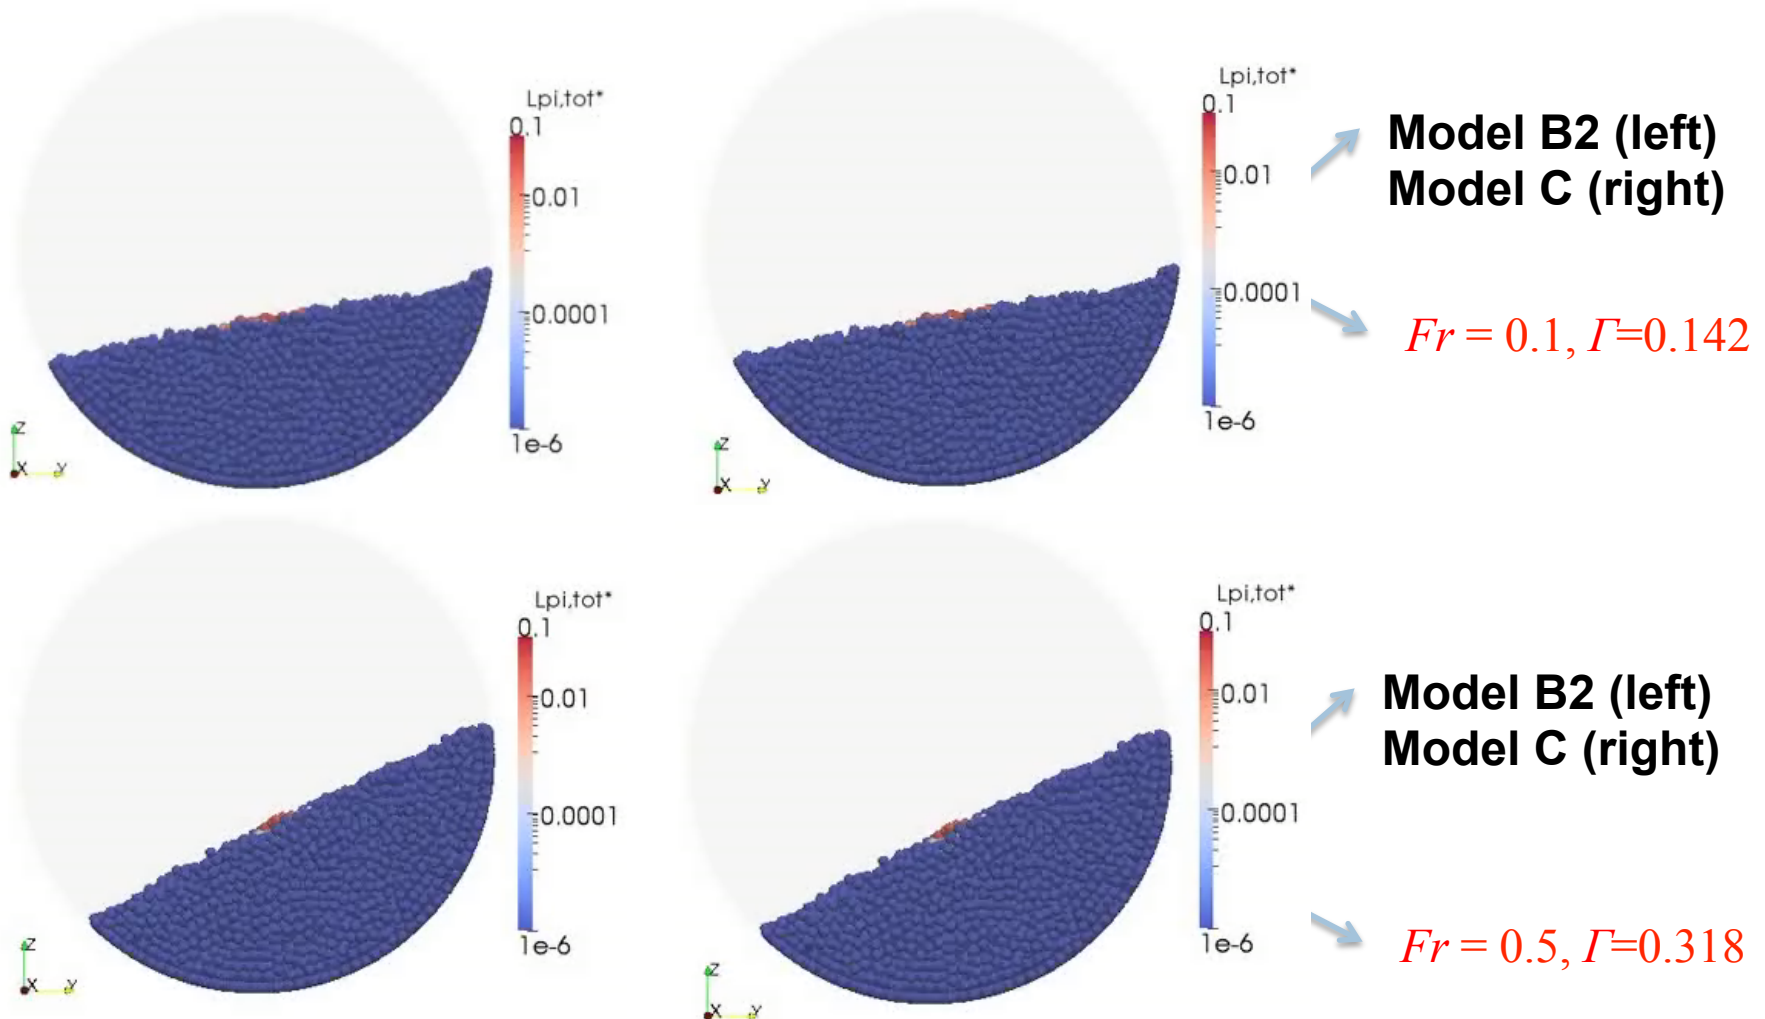 Lpi,tot*
0.1
0.01
0.0001
1e-6
Z
X
Y
Lpi,tot*
0.1
0.01
0.0001
1e-6
Z
X
Y
Model B2 (left)
Model C (right)
Fr = 0.1, Γ=0.142
Lpi,tot*
0.1
0.01
0.0001
1e-6
Z
X
Y
Lpi,tot*
0.1
0.01
0.0001
1e-6
Z
X
Y
Model B2 (left)
Model C (right)
Fr = 0.5, Γ=0.318